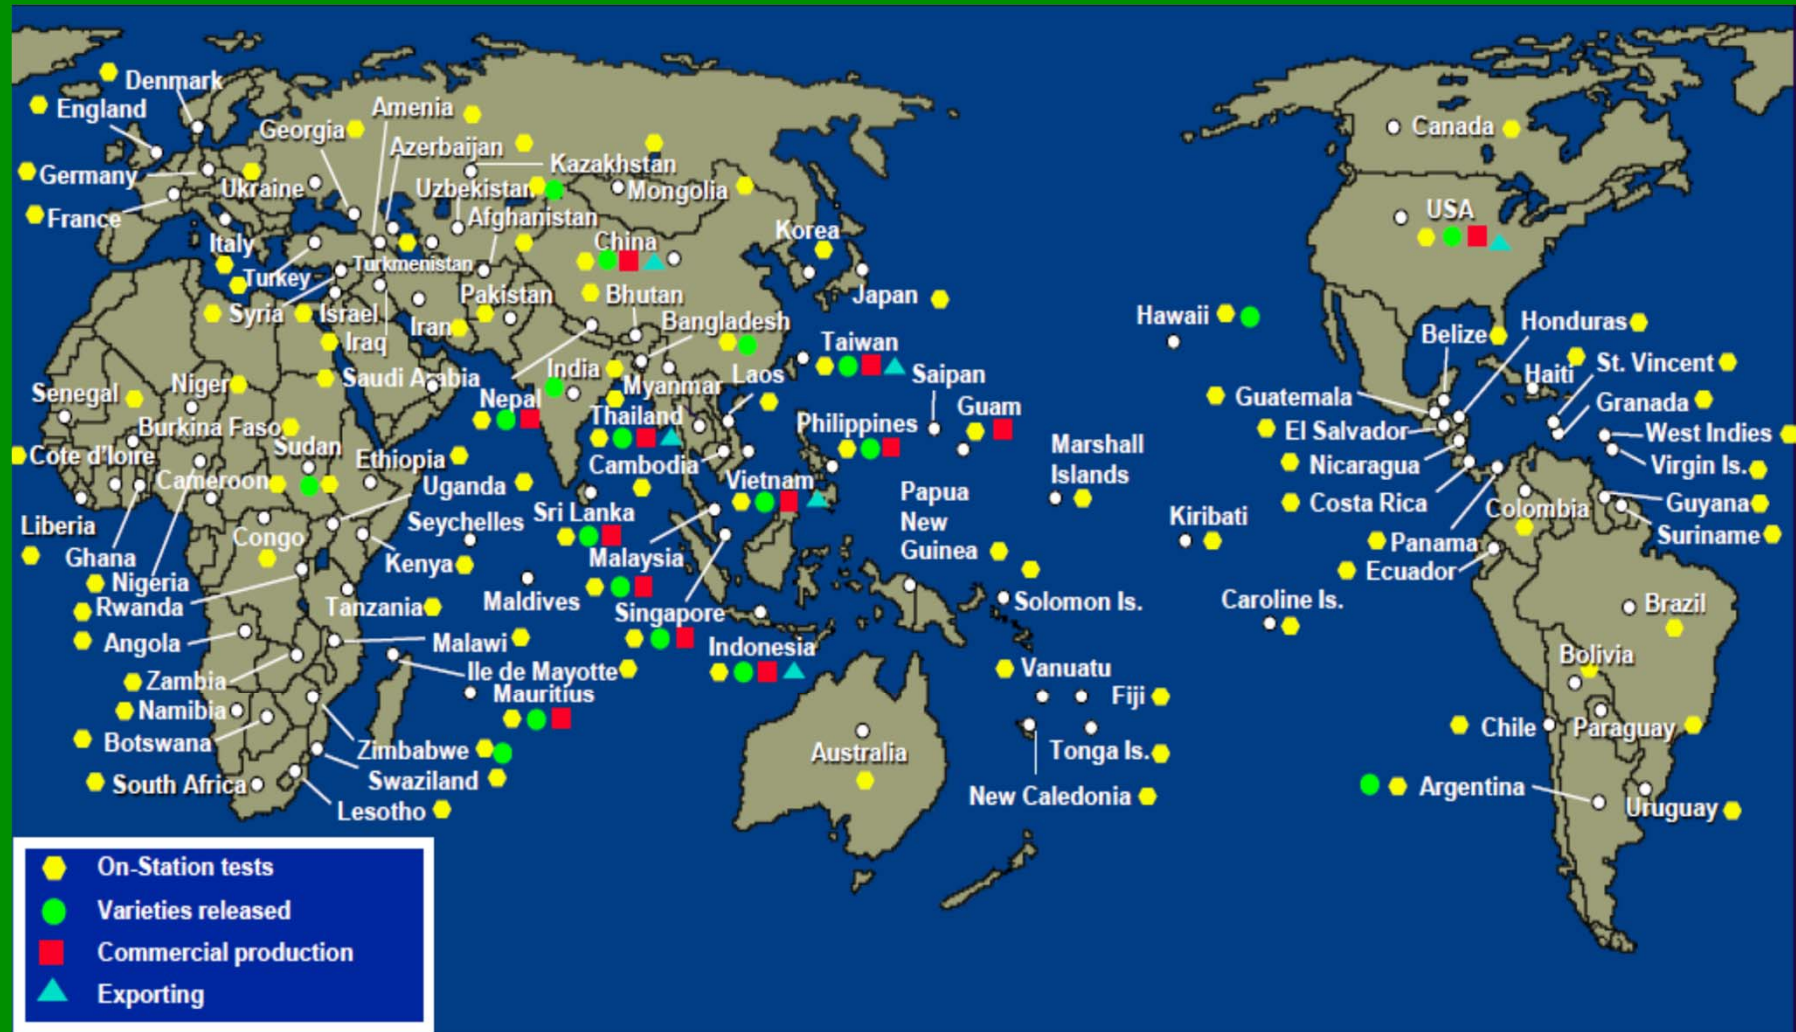 Denmark
England
Amenia
Georgia
Azerbaijan
Kazakhstan
Germany
Ukraine
Uzbekistan
Mongolia
France
Afghanistan
Italy
China
Korea
Turkey
Turkmenistan
Pakistan
Bhutan
Japan
Syria
Israel
Iran
Bangladesh
Iraq
Taiwan
Hawaii
Canada
USA
Belize
Honduras
Senegal
Niger
Saudi Arabia
India
Myanmar
Laos
Saipan
Haiti
St. Vincent
Nepal
Thailand
Philippines
Guam
Guatemala
Granada
Burkina Faso
Sudan
El Salvador
West Indies
Cote d'Ioire
Ethiopia
Cambodia
Marshall
Islands
Nicaragua
Virgin Is.
Cameroon
Uganda
Vietnam
Papua
New
Guinea
Costa Rica
Colombia
Guyana
Liberia
Seychelles
Sri Lanka
Kiribati
Suriname
Congo
Ghana
Kenya
Malaysia
Panama
Nigeria
Ecuador
Rwanda
Tanzania
Maldives
Singapore
Solomon Is.
Caroline Is.
Brazil
Angola
Malawi
Indonesia
Bolivia
Zambia
Ile de Mayotte
Vanuatu
Mauritius
Fiji
Namibia
Chile
Paraguay
Botswana
Zimbabwe
Australia
Tonga Is.
South Africa
Swaziland
New Caledonia
Argentina
Lesotho
Uruguay
On-Station tests
Varieties released
Commercial production
Exporting